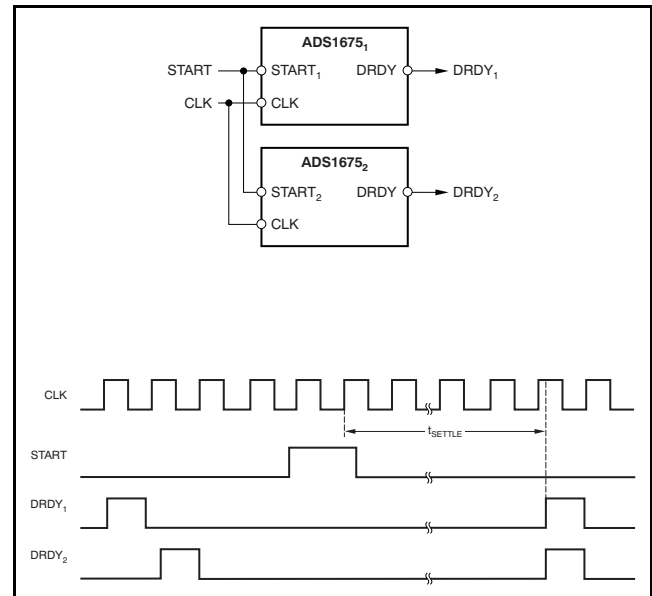 ADS1675₁
START START₁ DRDY DRDY₁
CLK CLK
ADS1675₂
START₂ DRDY DRDY₂
CLK
CLK
tSETTLE
START
DRDY₁
DRDY₂